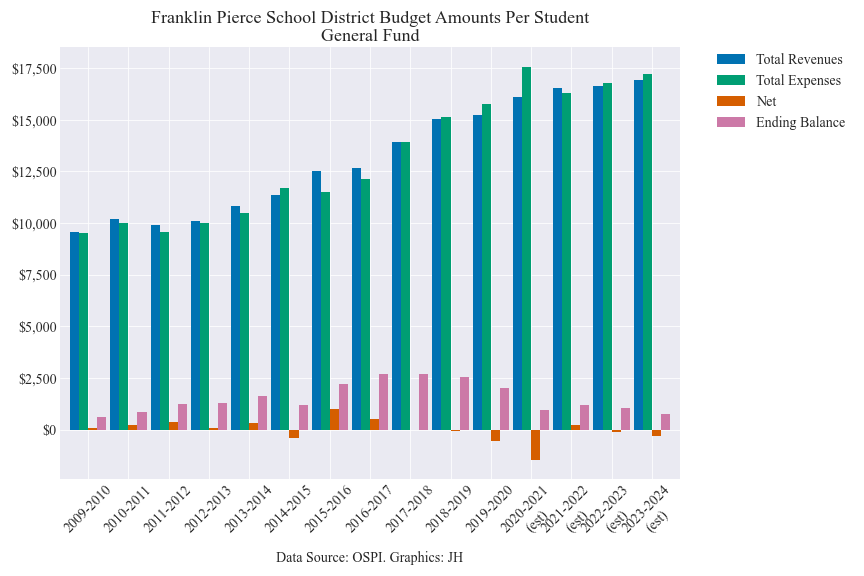 Franklin Pierce School District Budget Amounts Per Student
General Fund
Total Revenues
Total Expenses
Net
Ending Balance
$17,500
$15,000
$12,500
$10,000
$7,500
$5,000
$2,500
$0
2009-2010
2010-2011
2011-2012
2012-2013
2013-2014
2014-2015
2015-2016
2016-2017
2017-2018
2018-2019
2019-2020
2020-2021
(est)
2021-2022
(est)
2022-2023
(est)
2023-2024
(est)
Data Source: OSPI. Graphics: JH